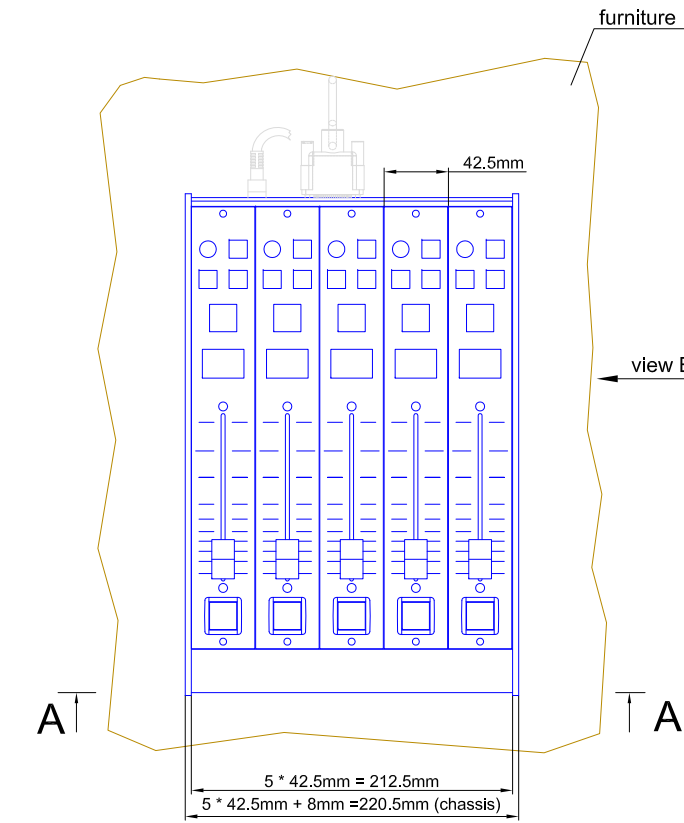 furniture
42.5mm
view B
A
A
5 * 42.5mm = 212.5mm
5 * 42.5mm + 8mm =220.5mm (chassis)